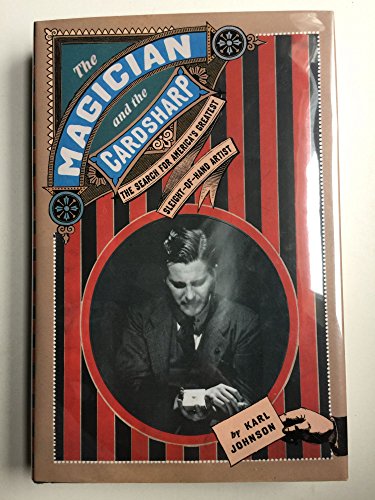 The
MAGICIAN
and the
CARDSHARP
THE SEARCH FOR AMERICA'S GREATEST
SLEIGHT-OF-HAND ARTIST
by KARL
JOHNSON